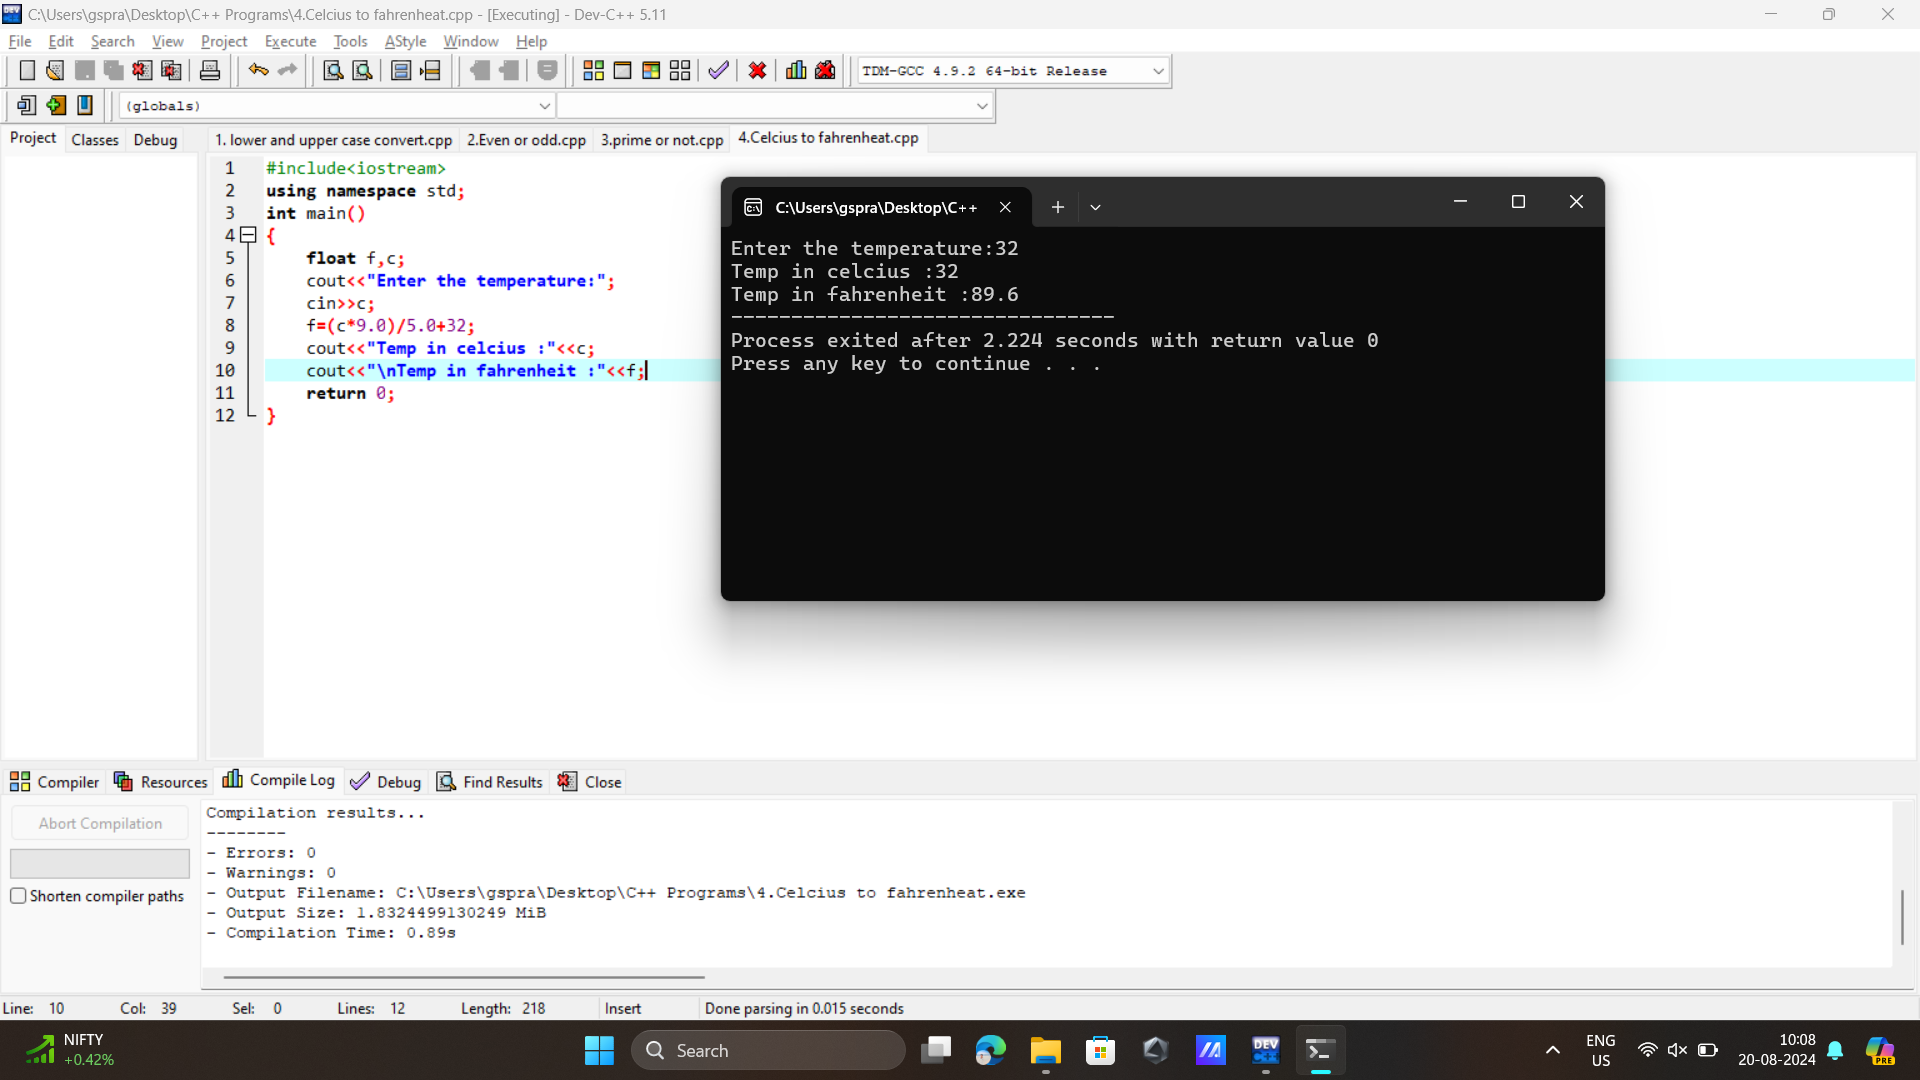 C:\Users\gspra\Desktop\C++ Programs\4.Celcius to fahrenheat.cpp - [Executing] - Dev-C++ 5.11
File Edit Search View Project Execute Tools AStyle Window Help
TDM-GCC 4.9.2 64-bit Release
(globals)
Project Classes Debug
1. lower and upper case convert.cpp 2.Even or odd.cpp 3.prime or not.cpp 4.Celcius to fahrenheat.cpp
1 #include<iostream>
2 using namespace std;
3 int main()
4 {
5 float f,c;
6 cout<<"Enter the temperature:";
7 cin>>c;
8 f=(c*9.0)/5.0+32;
9 cout<<"Temp in celcius :"<<c;
10 cout<<"\nTemp in fahrenheit :"<<f;
11 return 0;
12 }
C:\Users\gspra\Desktop\C++
Enter the temperature:32
Temp in celcius :32
Temp in fahrenheit :89.6
--------------------------------
Process exited after 2.224 seconds with return value 0
Press any key to continue . . .
Compiler Resources Compile Log Debug Find Results Close
Abort Compilation
Shorten compiler paths
Compilation results...
--------
- Errors: 0
- Warnings: 0
- Output Filename: C:\Users\gspra\Desktop\C++ Programs\4.Celcius to fahrenheat.exe
- Output Size: 1.8324499130249 MiB
- Compilation Time: 0.89s
Line: 10 Col: 39 Sel: 0 Lines: 12 Length: 218 Insert Done parsing in 0.015 seconds
NIFTY
+0.42%
Search
DEV
C++
ENG
US
10:08
20-08-2024
PRE